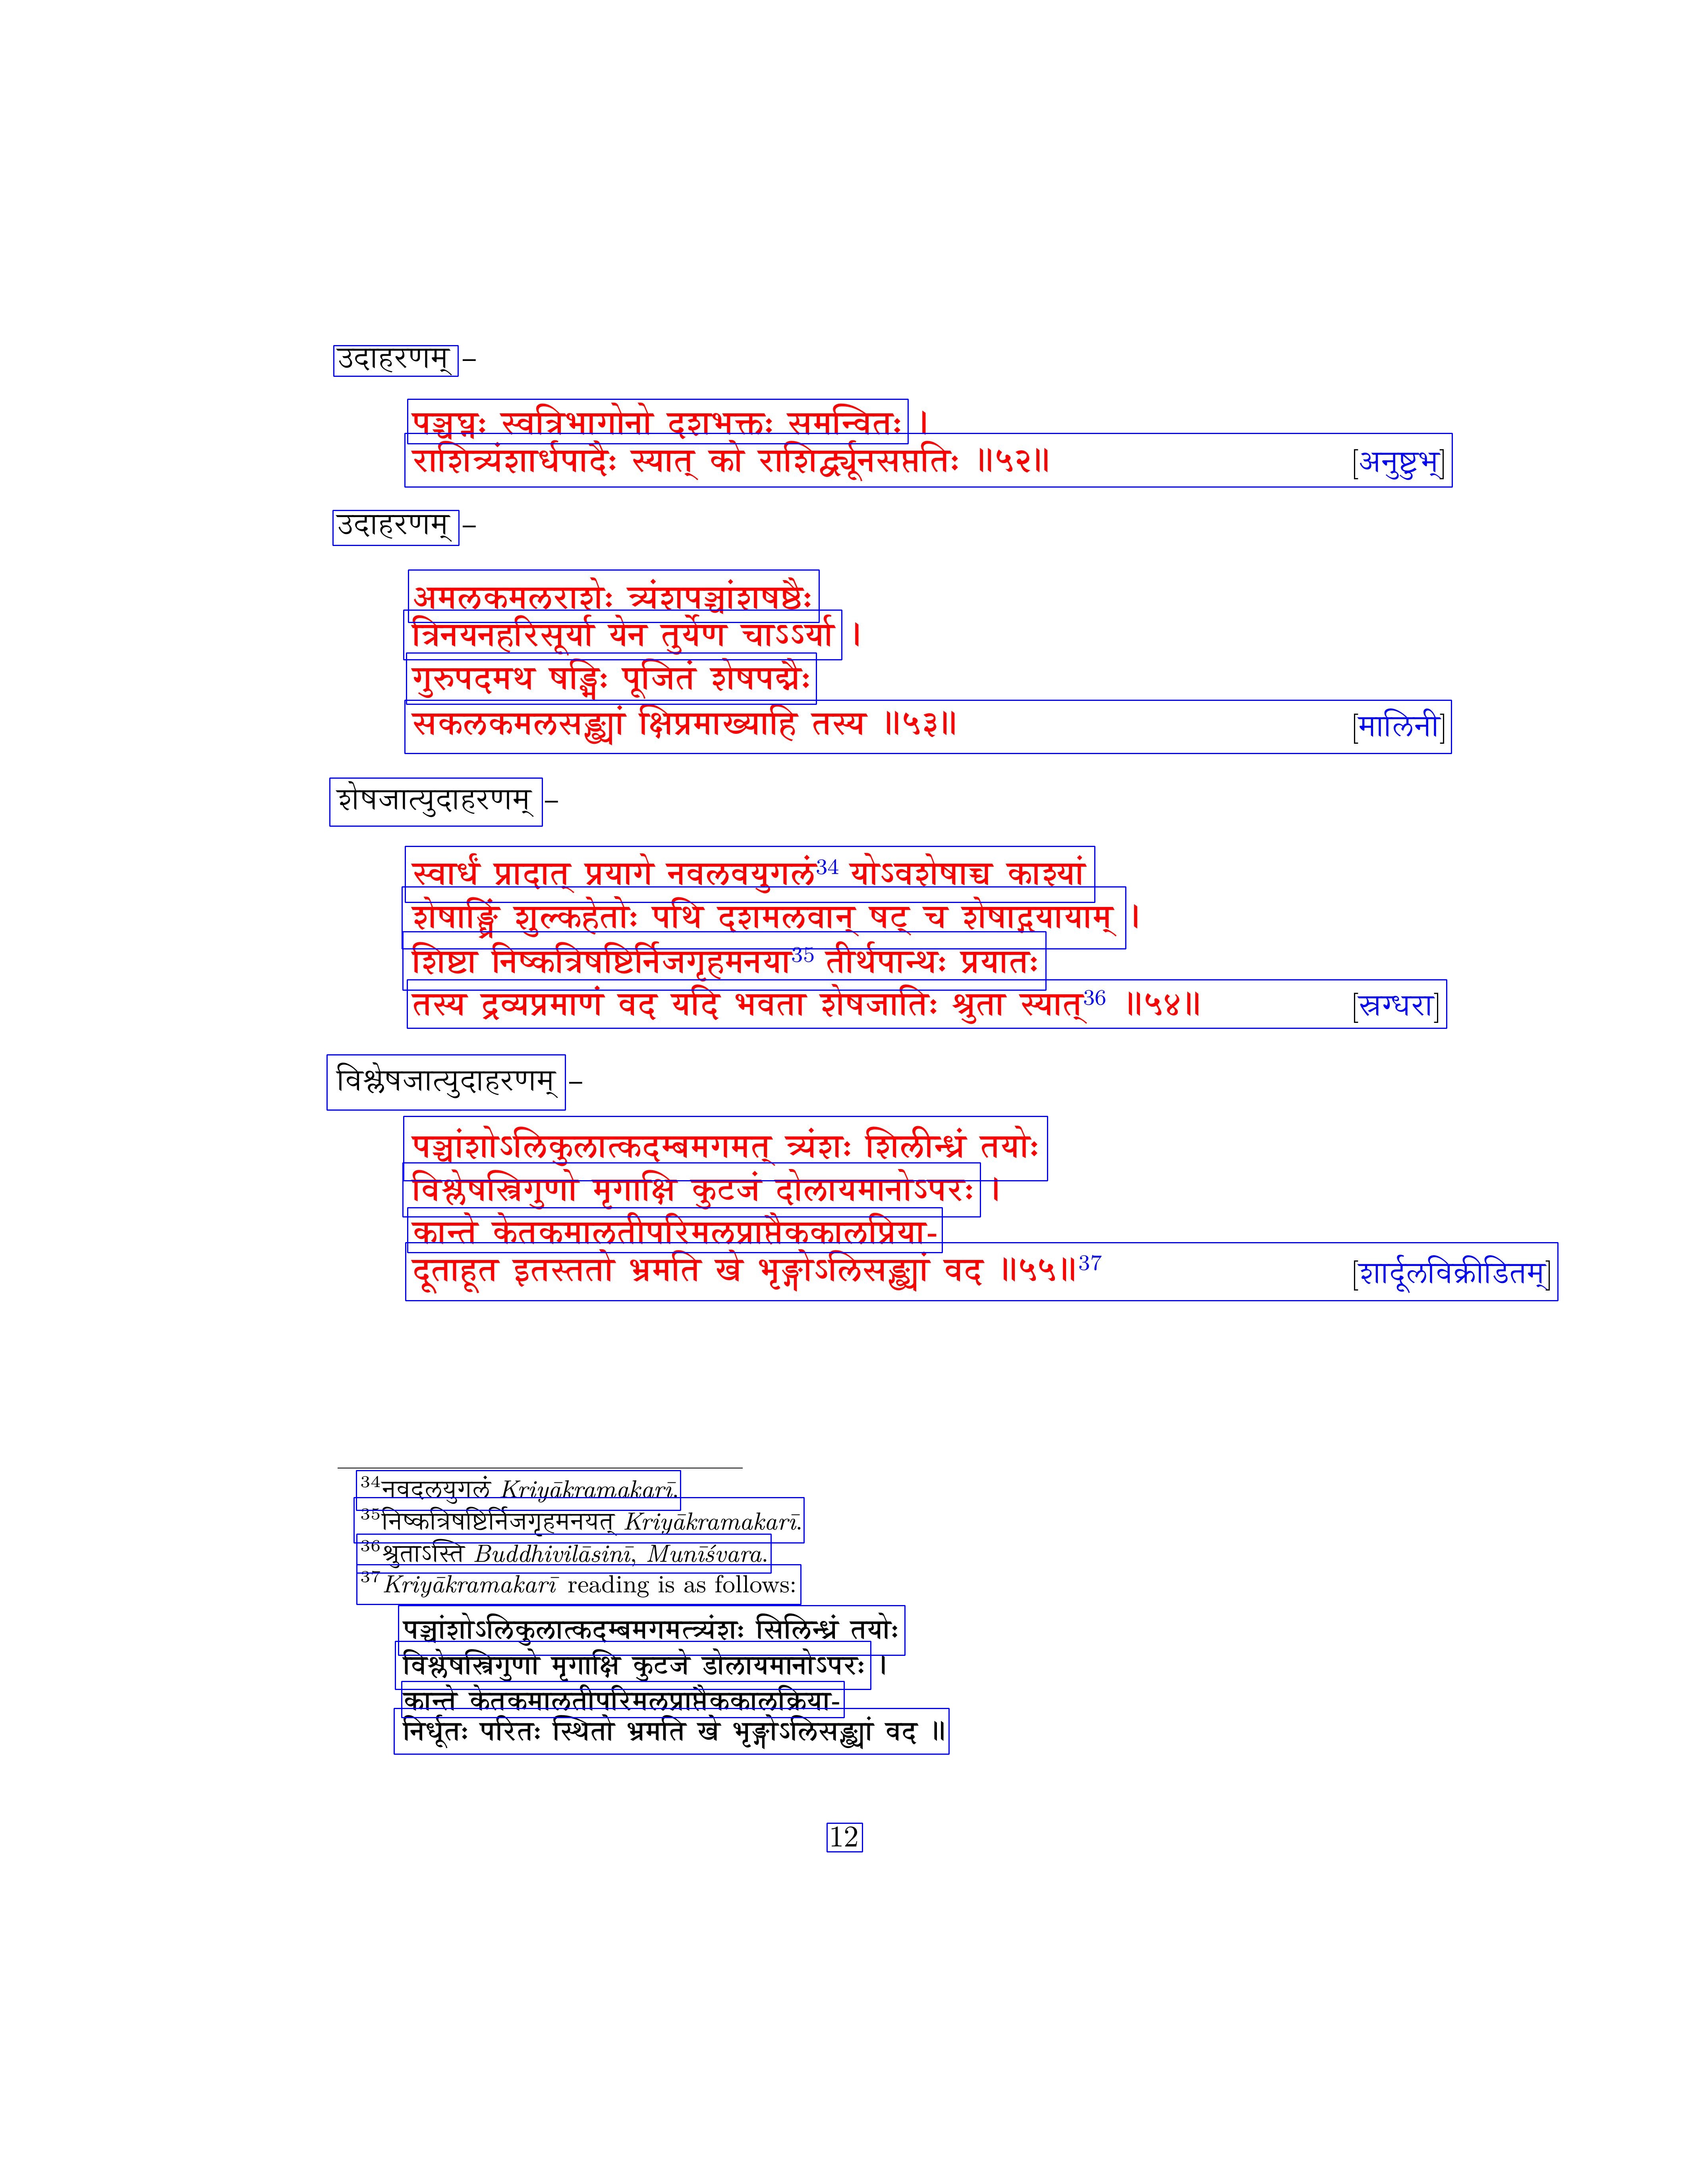 उदाहरणम् –
पञ्चघ्नः स्वत्रिभागोनो दशभक्तः समन्वितः ।
राशित्र्यंशार्धपादैः स्यात् को राशिर्द्व्यूनसप्ततिः ॥५२॥ [अनुष्टुभ्]
उदाहरणम् –
अमलकमलराशेः त्र्यंशपञ्चांशषष्ठैः
त्रिनयनहरिसूर्या येन तुर्येण चाऽऽर्या ।
गुरुपदमथ षड्भिः पूजितं शेषपद्मैः
सकलकमलसङ्ख्यां क्षिप्रमाख्याहि तस्य ॥५३॥ [मालिनी]
शेषजात्युदाहरणम् –
स्वार्धं प्रादात् प्रयागे नवलवयुगलं34 योऽवशेषाच्च काश्यां
शेषाङ्घ्रिं शुल्कहेतोः पथि दशमलवान् षट् च शेषाद्गयायाम् ।
शिष्टा निष्कत्रिषष्टिर्निजगृहमनया35 तीर्थपान्थः प्रयातः
तस्य द्रव्यप्रमाणं वद यदि भवता शेषजातिः श्रुता स्यात्36 ॥५४॥ [स्रग्धरा]
विश्लेषजात्युदाहरणम् –
पञ्चांशोऽलिकुलात्कदम्बमगमत् त्र्यंशः शिलीन्ध्रं तयोः
विश्लेषस्त्रिगुणो मृगाक्षि कुटजं दोलायमानोऽपरः ।
कान्ते केतकमालतीपरिमलप्राप्तैककालप्रिया-
दूताहूत इतस्ततो भ्रमति खे भृङ्गोऽलिसङ्ख्यां वद ॥५५॥37 [शार्दूलविक्रीडितम्]
34नवदलयुगलं Kriyākramakarī.
35निष्कत्रिषष्टिर्निजगृहमनयत् Kriyākramakarī.
36श्रुताऽस्ति Buddhivilāsinī, Munīśvara.
37Kriyākramakarī reading is as follows:
पञ्चांशोऽलिकुलात्कदम्बमगमत्त्र्यंशः सिलिन्ध्रं तयोः
विश्लेषस्त्रिगुणो मृगाक्षि कुटजे डोलायमानोऽपरः ।
कान्ते केतकमालतीपरिमलप्राप्तैककालक्रिया-
निर्धूतः परितः स्थितो भ्रमति खे भृङ्गोऽलिसङ्ख्यां वद ॥
12